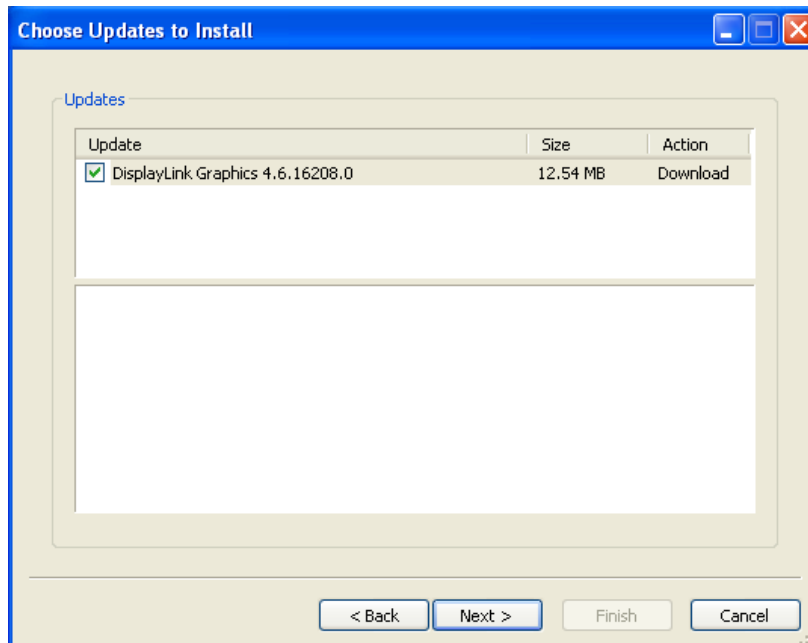 Choose Updates to Install
Updates
Update Size Action
DisplayLink Graphics 4.6.16208.0 12.54 MB Download
< Back Next > Finish Cancel